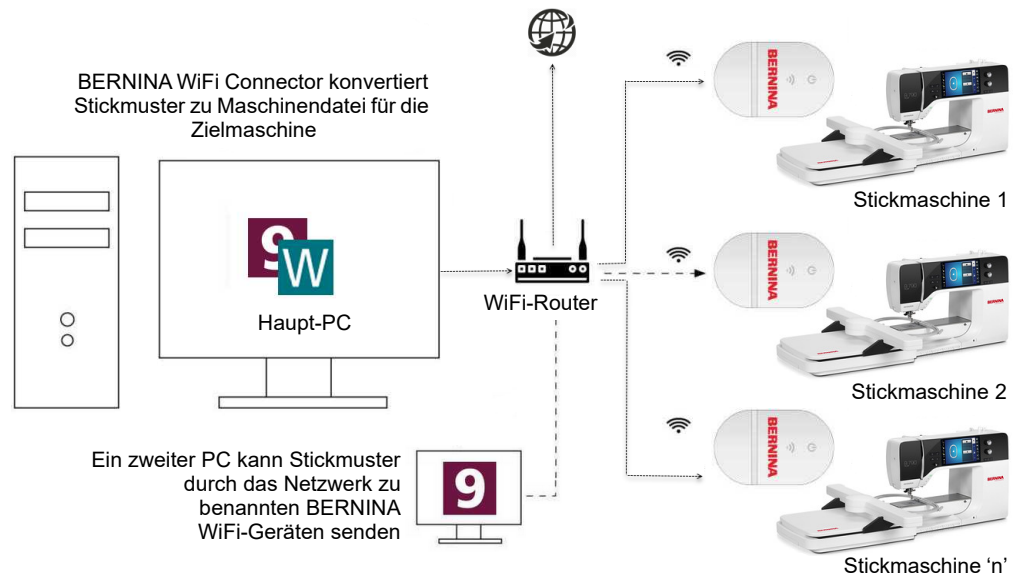 BERNINA WiFi Connector konvertiert
Stickmuster zu Maschinendatei für die
Zielmaschine
9
W
Haupt-PC
WiFi-Router
BERNINA
Stickmaschine 1
BERNINA
Stickmaschine 2
Ein zweiter PC kann Stickmuster
durch das Netzwerk zu
benannten BERNINA
WiFi-Geräten senden
9
BERNINA
Stickmaschine ‘n’